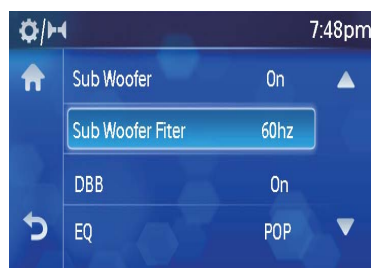 7:48pm
Sub Woofer On
Sub Woofer Fiter 60hz
DBB On
EQ POP